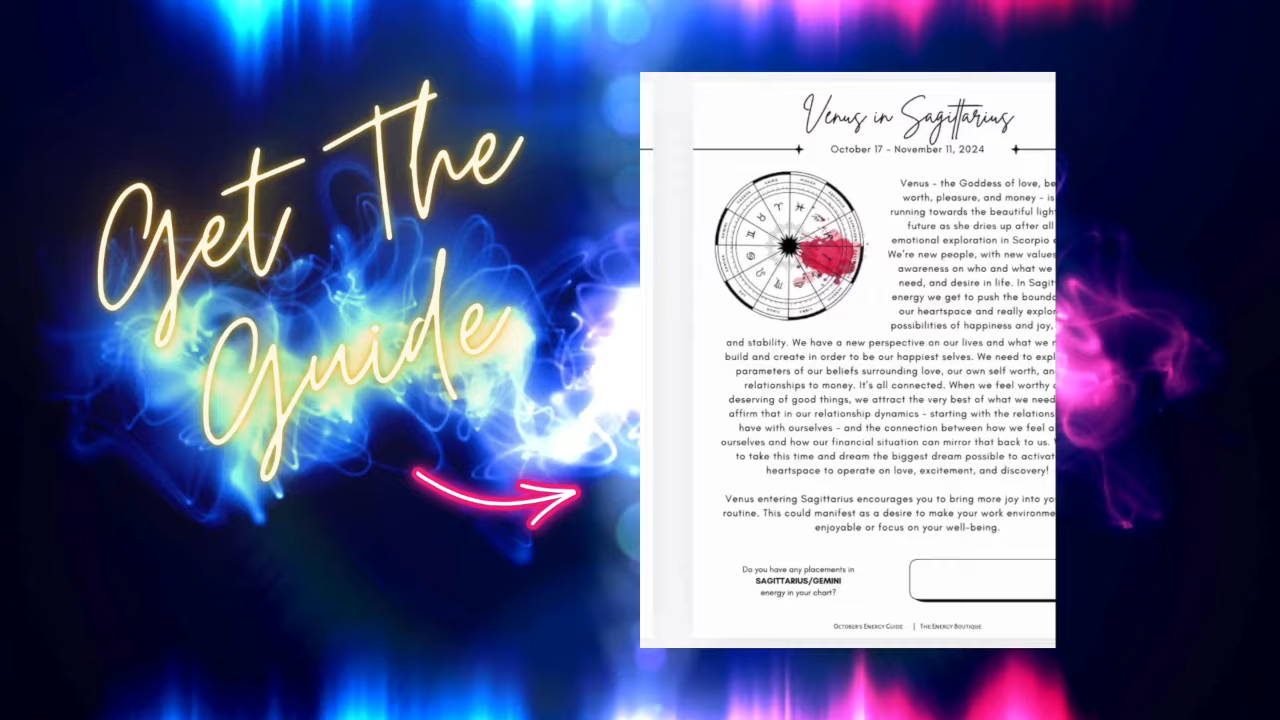 Get The
Guide
Venus in Sagittarius
October 17 - November 11, 2024
Venus - the Goddess of love, be
worth, pleasure, and money - is
running towards the beautiful ligh
future as she dries up after all
emotional exploration in Scorpio
We're new people, with new values
awareness on who and what we
need, and desire in life. In Sagit
energy we get to push the bounda
our heartspace and really explor
possibilities of happiness and joy,
and stability. We have a new perspective on our lives and what we
build and create in order to be our happiest selves. We need to expl
parameters of our beliefs surrounding love, our own self worth, and
relationships to money. It's all connected. When we feel worthy
deserving of good things, we attract the very best of what we need
affirm that in our relationship dynamics - starting with the relations
have with ourselves - and the connection between how we feel a
ourselves and how our financial situation can mirror that back to us.
to take this time and dream the biggest dream possible to activat
heartspace to operate on love, excitement, and discovery!
Venus entering Sagittarius encourages you to bring more joy into you
routine. This could manifest as a desire to make your work environme
enjoyable or focus on your well-being.
Do you have any placements in
SAGITTARIUS/GEMINI
energy in your chart?
October's Energy Guide | The Energy Boutique